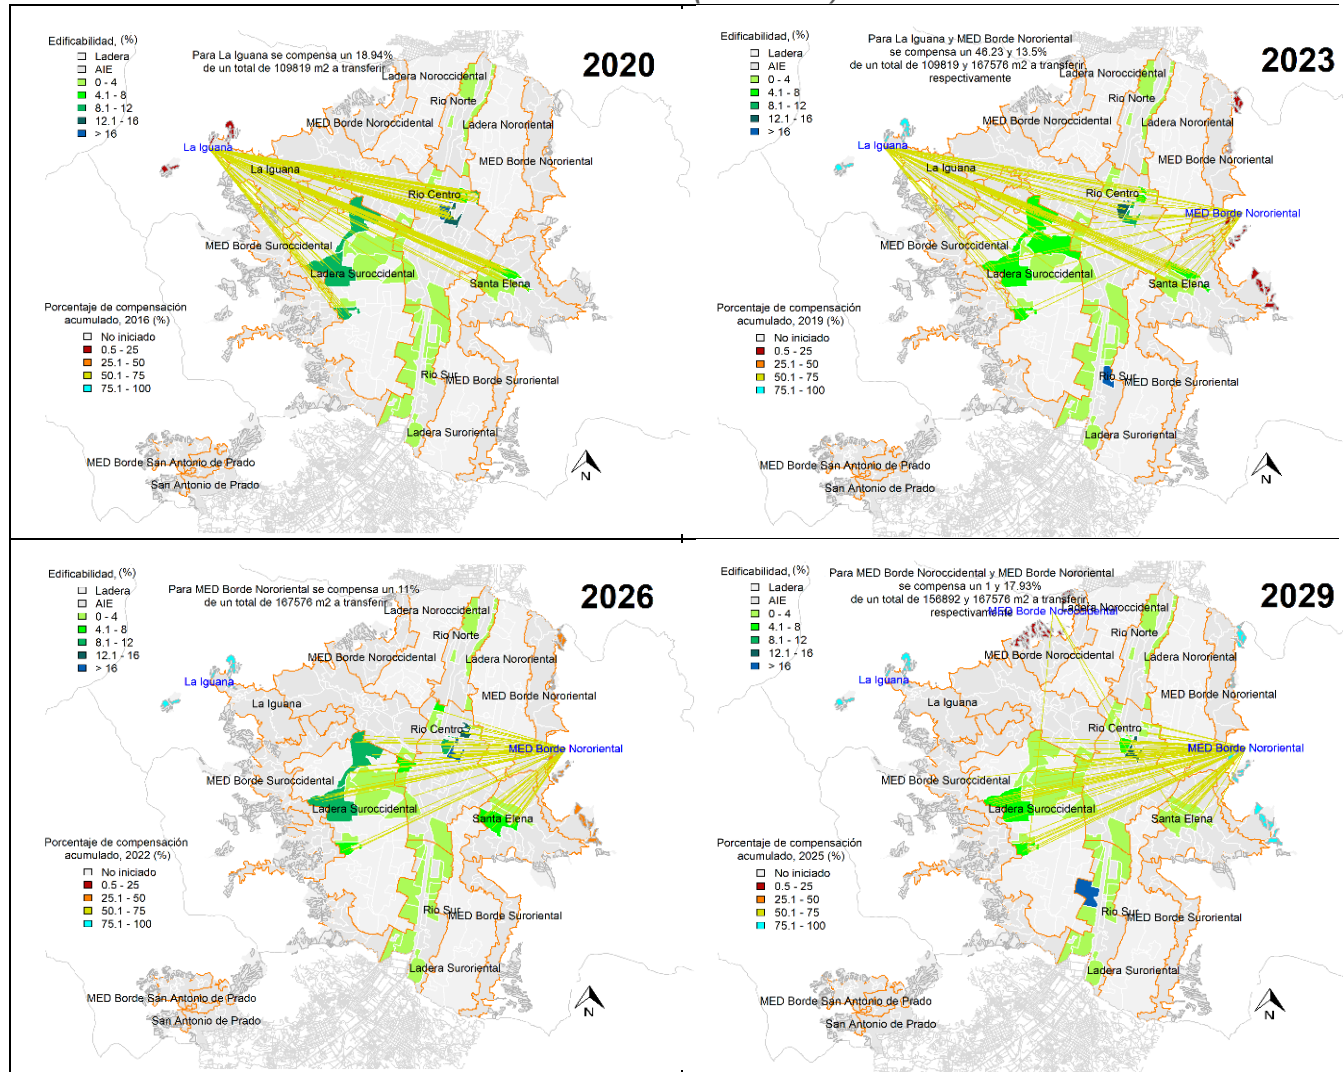 Edificabilidad, (%)
Ladera
AIE
0 - 4
4.1 - 8
8.1 - 12
12.1 - 16
> 16
Para La Iguana se compensa un 18.94%
de un total de 109819 m2 a transferir
2020
Ladera Noroccidental
Rio Norte
MED Borde Noroccidental
Ladera Nororiental
La Iguana
MED Borde Nororiental
La Iguana
Rio Centro
MED Borde Suroccidental
Ladera Suroccidental
Santa Elena
Porcentaje de compensación
acumulado, 2016 (%)
No iniciado
0.5 - 25
25.1 - 50
50.1 - 75
75.1 - 100
Rio Sur
MED Borde Suroriental
Ladera Suroriental
MED Borde San Antonio de Prado
San Antonio de Prado
N
Edificabilidad, (%)
Ladera
AIE
0 - 4
4.1 - 8
8.1 - 12
12.1 - 16
> 16
Para La Iguana y MED Borde Nororiental
se compensa un 46.23 y 13.5%
de un total de 109819 y 167576 m2 a transferir,
respectivamente
2023
Ladera Noroccidental
Rio Norte
MED Borde Noroccidental
Ladera Nororiental
La Iguana
MED Borde Nororiental
La Iguana
Rio Centro
MED Borde Nororiental
MED Borde Suroccidental
Ladera Suroccidental
Santa Elena
Porcentaje de compensación
acumulado, 2019 (%)
No iniciado
0.5 - 25
25.1 - 50
50.1 - 75
75.1 - 100
Rio Sur
MED Borde Suroriental
Ladera Suroriental
MED Borde San Antonio de Prado
San Antonio de Prado
N
Edificabilidad, (%)
Ladera
AIE
0 - 4
4.1 - 8
8.1 - 12
12.1 - 16
> 16
Para MED Borde Nororiental se compensa un 11%
de un total de 167576 m2 a transferir
2026
Ladera Noroccidental
Rio Norte
MED Borde Noroccidental
Ladera Nororiental
La Iguana
MED Borde Nororiental
La Iguana
Rio Centro
MED Borde Nororiental
MED Borde Suroccidental
Ladera Suroccidental
Santa Elena
Porcentaje de compensación
acumulado, 2022 (%)
No iniciado
0.5 - 25
25.1 - 50
50.1 - 75
75.1 - 100
Rio Sur
MED Borde Suroriental
Ladera Suroriental
MED Borde San Antonio de Prado
San Antonio de Prado
N
Edificabilidad, (%)
Ladera
AIE
0 - 4
4.1 - 8
8.1 - 12
12.1 - 16
> 16
Para MED Borde Noroccidental y MED Borde Nororiental
se compensa un 1 y 17.93%
de un total de 156892 y 167576 m2 a transferir,
respectivamente
2029
MED Borde Noroccidental
Ladera Noroccidental
Rio Norte
MED Borde Noroccidental
Ladera Nororiental
La Iguana
MED Borde Nororiental
La Iguana
Rio Centro
MED Borde Nororiental
MED Borde Suroccidental
Ladera Suroccidental
Santa Elena
Porcentaje de compensación
acumulado, 2025 (%)
No iniciado
0.5 - 25
25.1 - 50
50.1 - 75
75.1 - 100
Rio Sur
MED Borde Suroriental
Ladera Suroriental
MED Borde San Antonio de Prado
San Antonio de Prado
N